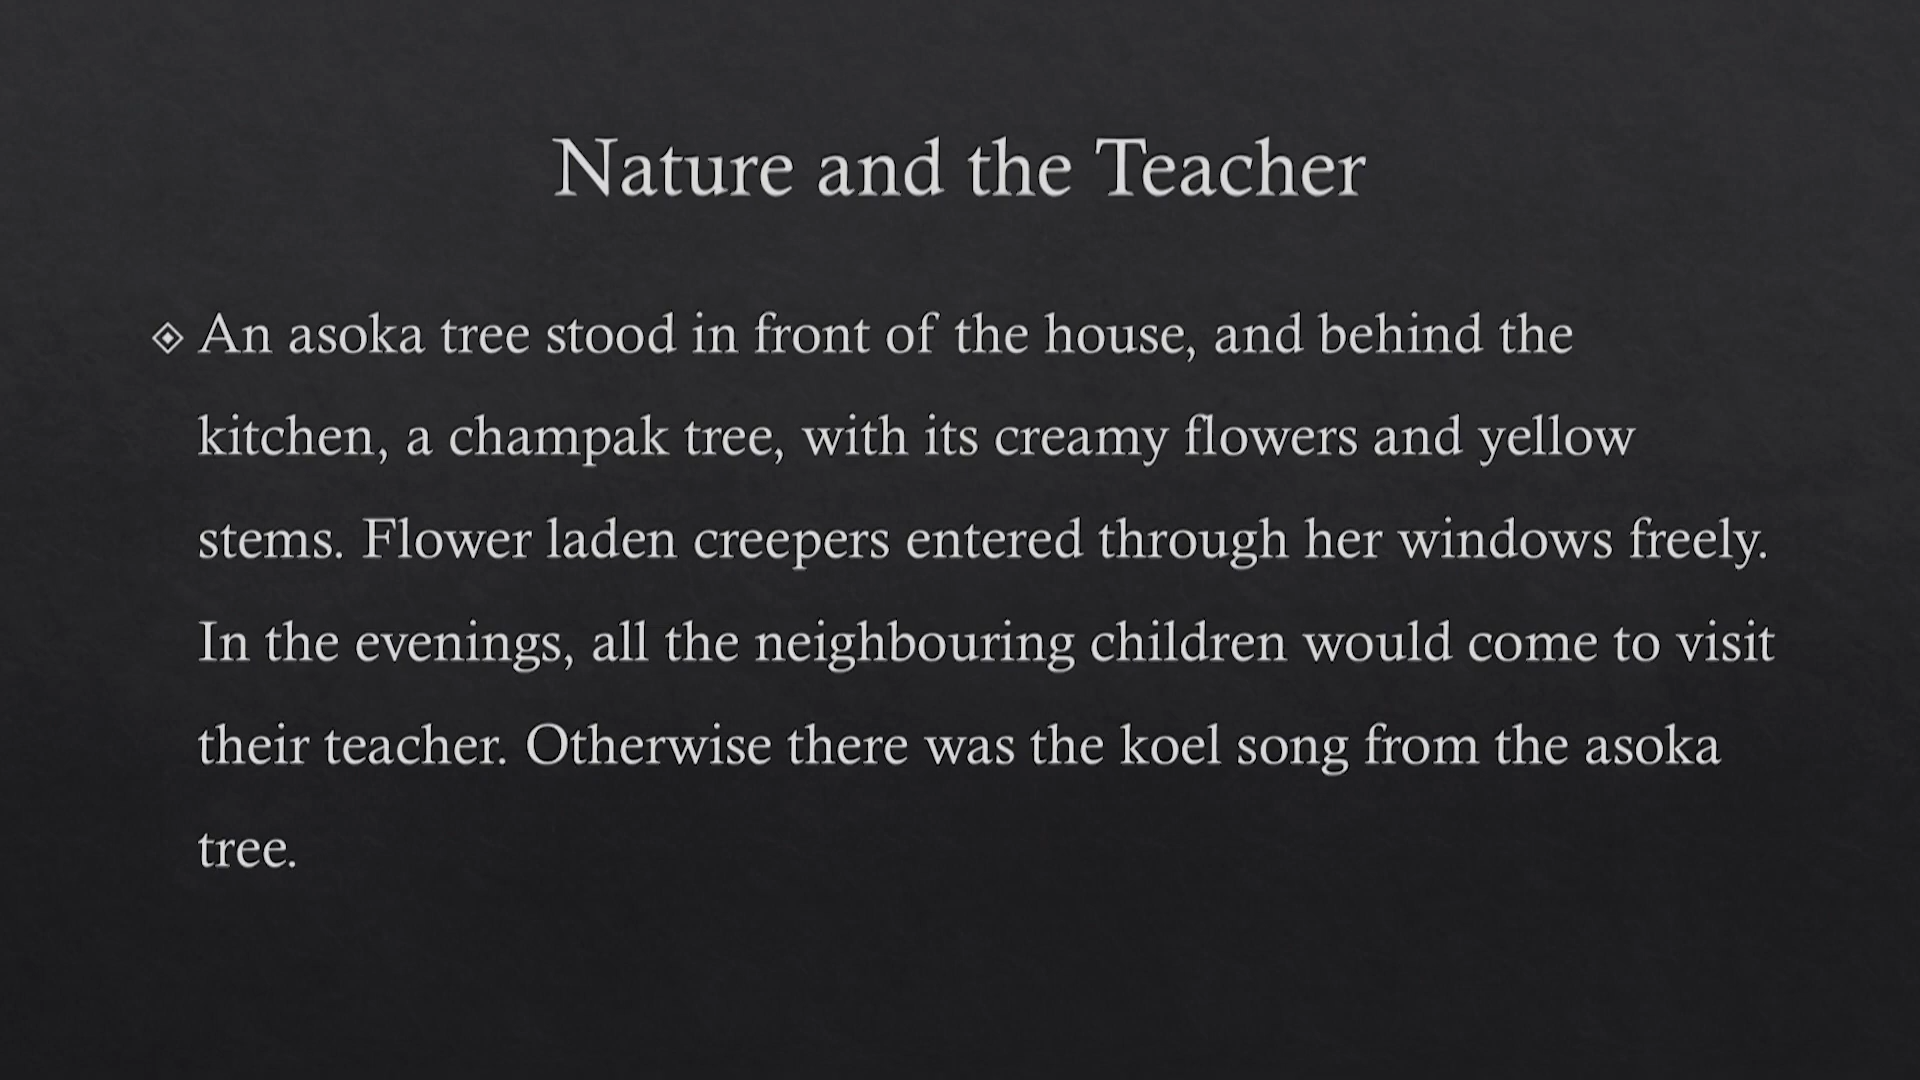 Nature and the Teacher
An asoka tree stood in front of the house, and behind the
kitchen, a champak tree, with its creamy flowers and yellow
stems. Flower laden creepers entered through her windows freely.
In the evenings, all the neighbouring children would come to visit
their teacher. Otherwise there was the koel song from the asoka
tree.